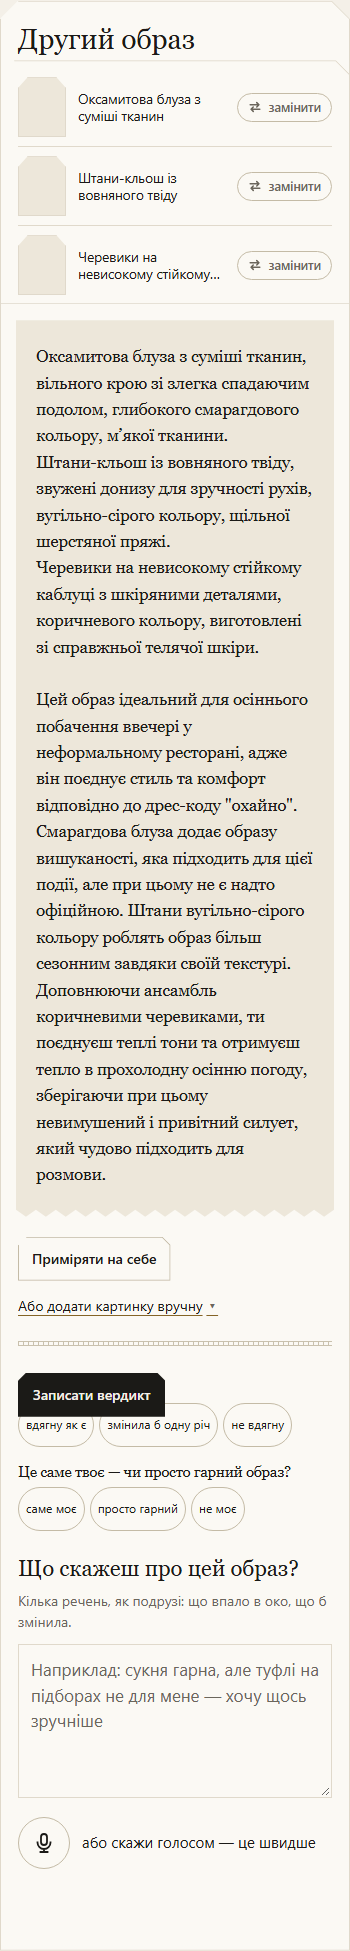 Другий образ
Оксамитова блуза з
суміші тканин
замінити
Штани-кльош із
вовняного твіду
замінити
Черевики на
невисокому стійкому...
замінити
Оксамитова блуза з суміші тканин,
вільного крою зі злегка спадаючим
подолом, глибокого смарагдового
кольору, м’якої тканини.
Штани-кльош із вовняного твіду,
звужені донизу для зручності рухів,
вугільно-сірого кольору, щільної
шерстяної пряжі.
Черевики на невисокому стійкому
каблуці з шкіряними деталями,
коричневого кольору, виготовлені
зі справжньої телячої шкіри.
Цей образ ідеальний для осіннього
побачення ввечері у
неформальному ресторані, адже
він поєднує стиль та комфорт
відповідно до дрес-коду "охайно".
Смарагдова блуза додає образу
вишуканості, яка підходить для цієї
події, але при цьому не є надто
офіційною. Штани вугільно-сірого
кольору роблять образ більш
сезонним завдяки своїй текстурі.
Доповнюючи ансамбль
коричневими черевиками, ти
поєднуєш теплі тони та отримуєш
тепло в прохолодну осінню погоду,
зберігаючи при цьому
невимушений і привітний силует,
який чудово підходить для
розмови.
Приміряти на себе
Або додати картинку вручну
Записати вердикт
вдягну як є
змінила б одну річ
не вдягну
Це саме твоє — чи просто гарний образ?
саме моє
просто гарний
не моє
Що скажеш про цей образ?
Кілька речень, як подрузі: що впало в око, що б
змінила.
Наприклад: сукня гарна, але туфлі на
підборах не для мене — хочу щось
зручніше
або скажи голосом — це швидше